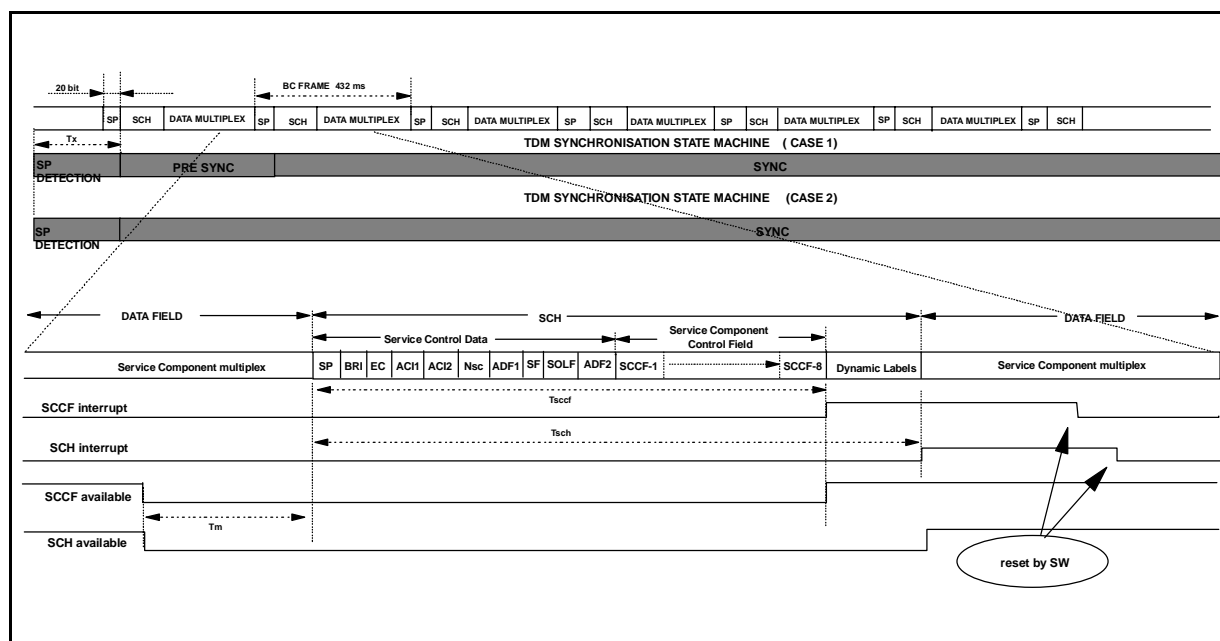 20 bit
BC FRAME 432 ms
SP SCH DATA MULTIPLEX SP SCH DATA MULTIPLEX SP SCH DATA MULTIPLEX SP SCH DATA MULTIPLEX SP SCH DATA MULTIPLEX SP SCH DATA MULTIPLEX SP SCH
Tx
TDM SYNCHRONISATION STATE MACHINE ( CASE 1)
SP DETECTION
PRE SYNC
SYNC
TDM SYNCHRONISATION STATE MACHINE (CASE 2)
SP DETECTION
SYNC
DATA FIELD
SCH
DATA FIELD
Service Control Data
Service Component Control Field
Service Component multiplex SP BRI EC ACI1 ACI2 Nsc ADF1 SF SOLF ADF2 SCCF-1 SCCF-8 Dynamic Labels Service Component multiplex
Tsccf
SCCF interrupt
Tsch
SCH interrupt
SCCF available
Tm
SCH available
reset by SW